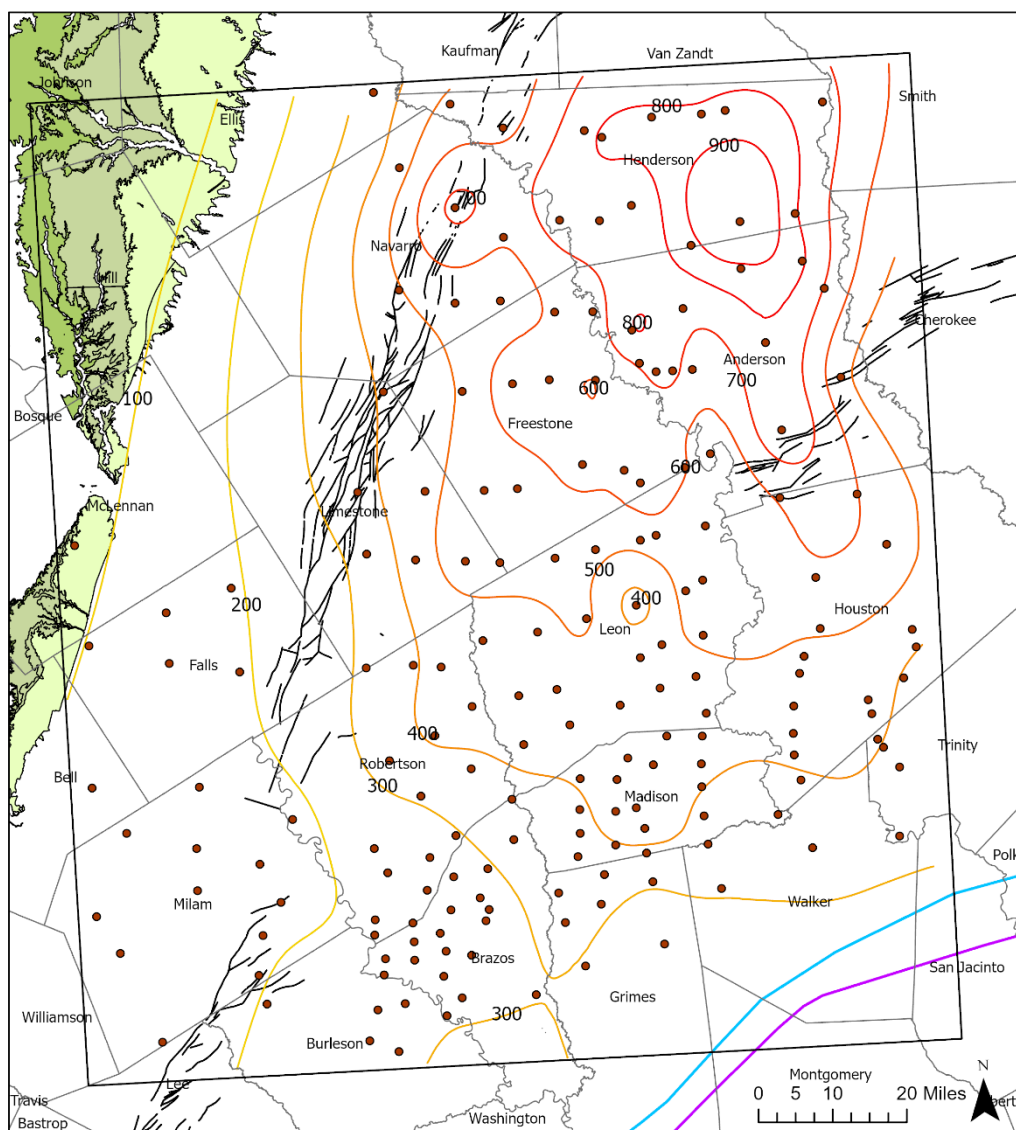 Kaufman
Van Zandt
Johnson
Smith
800
Elli
900
Henderson
00
Navarro
Hill
800
Cherokee
Anderson
700
100
600
Bosque
Freestone
600
McLennan
Limestone
500
400
200
Houston
Leon
Falls
400
Trinity
Robertson
Bell
300
Madison
Polk
Milam
Walker
Brazos
San Jacinto
Grimes
300
Williamson
Burleson
N
Montgomery
Lee
0 5 10 20 Miles
Travis
Bastrop
Washington